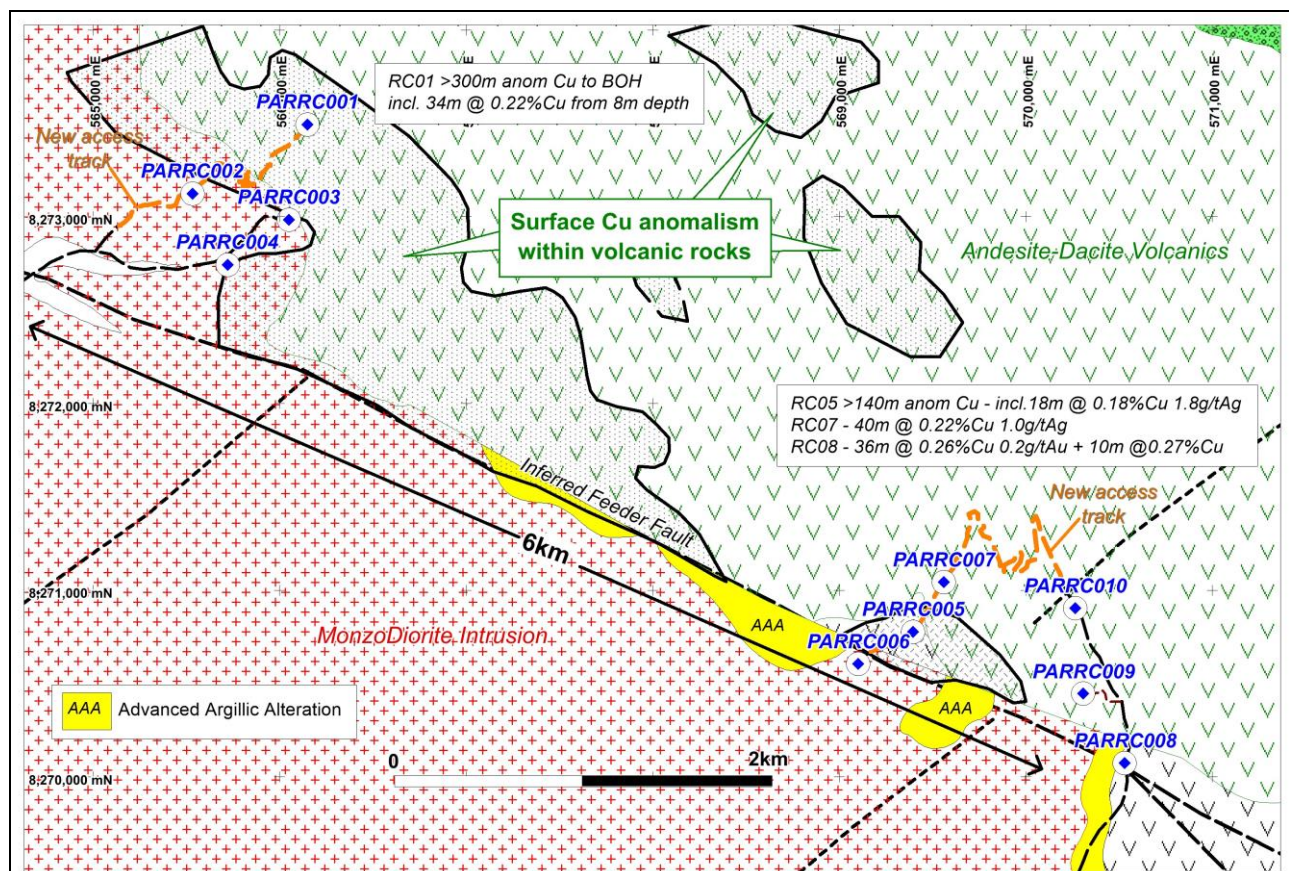 565,000 mE
569,000 mE
570,000 mE
571,000 mE
RC01 >300m anom Cu to BOH
incl. 34m @ 0.22%Cu from 8m depth
PARRC001
New access
track
PARRC002
PARRC003
8,273,000 mN
PARRC004
Surface Cu anomalism
within volcanic rocks
Andesite-Dacite Volcanics
8,272,000 mN
RC05 >140m anom Cu - incl.18m @ 0.18%Cu 1.8g/tAg
RC07 - 40m @ 0.22%Cu 1.0g/tAg
RC08 - 36m @ 0.26%Cu 0.2g/tAu + 10m @0.27%Cu
Inferred Feeder Fault
6km
New access
track
PARRC007
8,271,000 mN
PARRC010
PARRC005
AAA
MonzoDiorite Intrusion
PARRC006
PARRC009
AAA Advanced Argillic Alteration
AAA
PARRC008
0 2km
8,270,000 mN